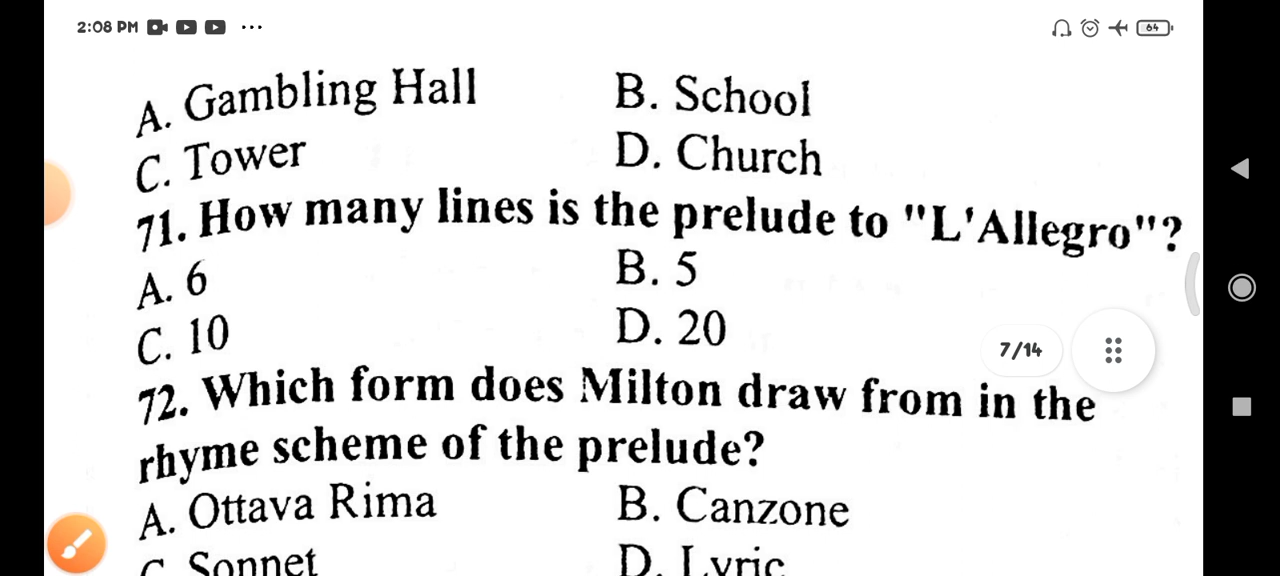 2:08 PM ...
64
A. Gambling Hall B. School
C. Tower D. Church
71. How many lines is the prelude to "L'Allegro"?
A. 6 B. 5
C. 10 D. 20
7/14
72. Which form does Milton draw from in the
rhyme scheme of the prelude?
A. Ottava Rima B. Canzone
C. Sonnet D. Lyric